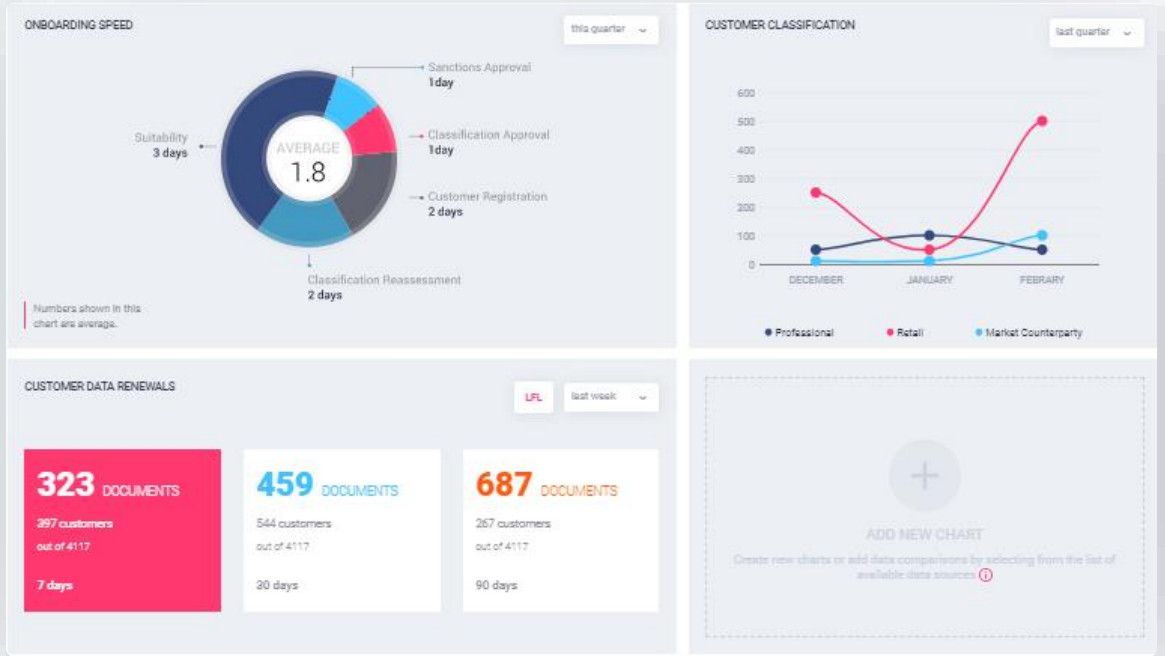 ONBOARDING SPEED
this quarter
Sanctions Approval
1day
Suitability
3 days
AVERAGE
1.8
Classification Approval
1day
Customer Registration
2 days
Classification Reassessment
2 days
Numbers shown in this
chart are average.
CUSTOMER CLASSIFICATION
last quarter
600
500
400
300
200
100
0
DECEMBER JANUARY FEBRARY
Professional Retail Market Counterparty
CUSTOMER DATA RENEWALS
LFL last week
323 DOCUMENTS
397 customers
out of 4117
7 days
459 DOCUMENTS
544 customers
out of 4117
30 days
687 DOCUMENTS
267 customers
out of 4117
90 days
ADD NEW CHART
Create new charts or add data comparisons by selecting from the list of
available data sources